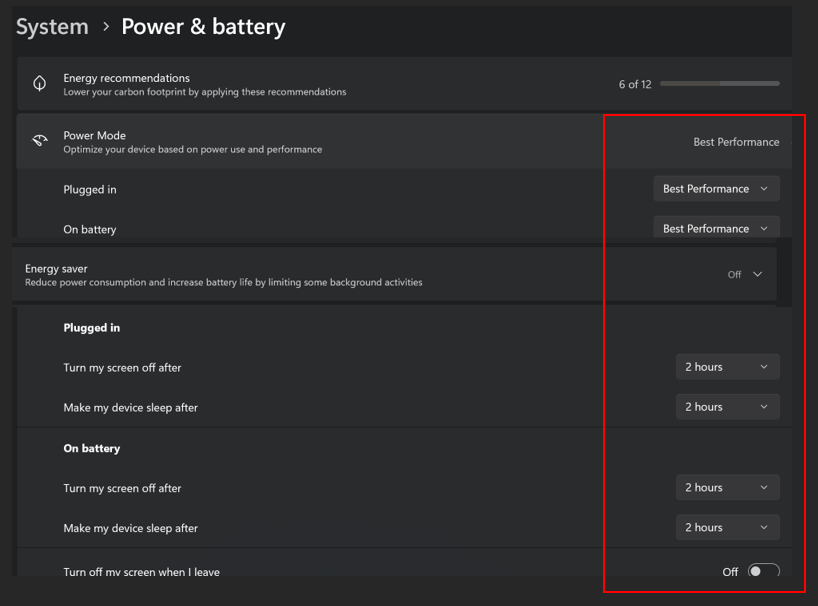 System > Power & battery
Energy recommendations
Lower your carbon footprint by applying these recommendations
6 of 12
Power Mode
Optimize your device based on power use and performance
Best Performance
Plugged in
Best Performance
On battery
Best Performance
Energy saver
Reduce power consumption and increase battery life by limiting some background activities
Off
Plugged in
Turn my screen off after
2 hours
Make my device sleep after
2 hours
On battery
Turn my screen off after
2 hours
Make my device sleep after
2 hours
Turn off my screen when I leave
Off